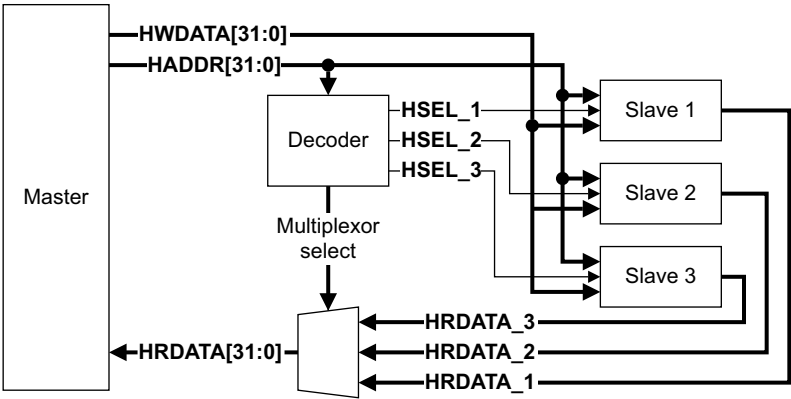 HWDATA[31:0]
HADDR[31:0]
Master
Decoder
HSEL_1
HSEL_2
HSEL_3
Slave 1
Slave 2
Slave 3
Multiplexor
select
HRDATA_3
HRDATA[31:0]
HRDATA_2
HRDATA_1